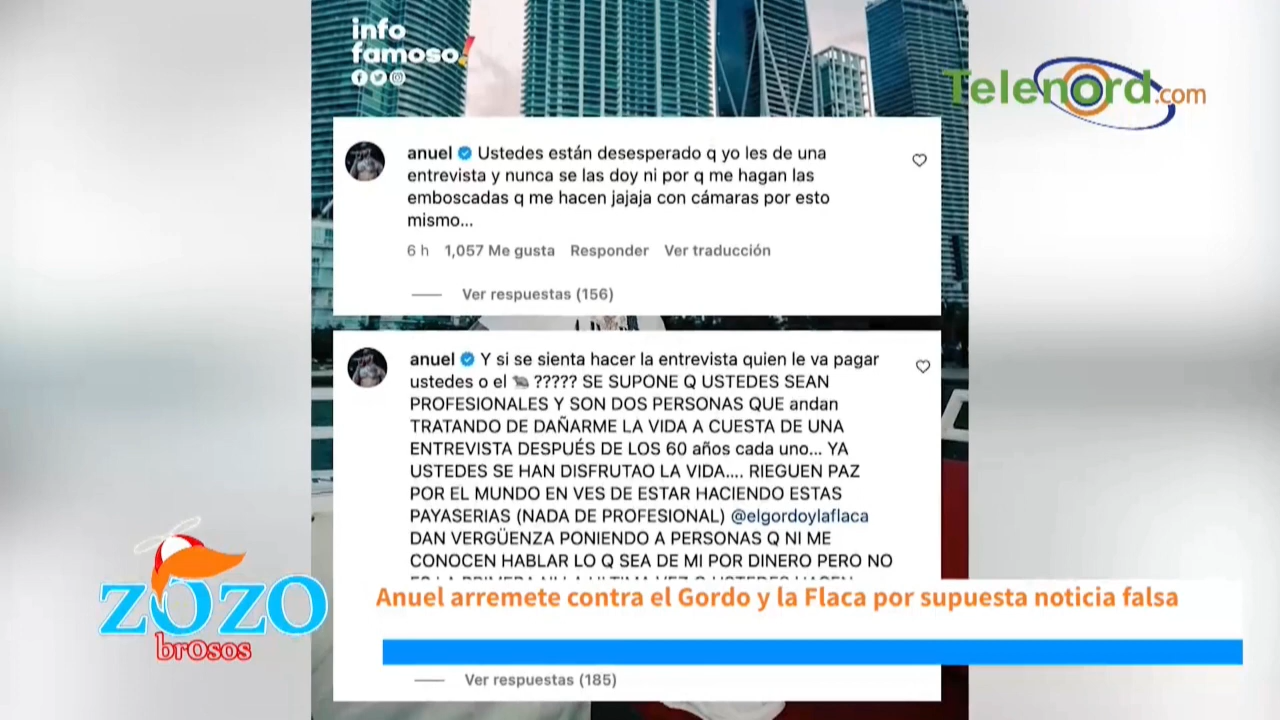 info
famoso!
Telenord.com
anuel Ustedes están desesperado q yo les de una
entrevista y nunca se las doy ni por q me hagan las
emboscadas q me hacen jajaja con cámaras por esto
mismo...
6 h 1,057 Me gusta Responder Ver traducción
Ver respuestas (156)
anuel Y si se sienta hacer la entrevista quien le va pagar
ustedes o el 🐀 ????? SE SUPONE Q USTEDES SEAN
PROFESIONALES Y SON DOS PERSONAS QUE andan
TRATANDO DE DAÑARME LA VIDA A CUESTA DE UNA
ENTREVISTA DESPUÉS DE LOS 60 años cada uno... YA
USTEDES SE HAN DISFRUTAO LA VIDA.... RIEGUEN PAZ
POR EL MUNDO EN VES DE ESTAR HACIENDO ESTAS
PAYASERIAS (NADA DE PROFESIONAL) @elgordoylaflaca
DAN VERGÜENZA PONIENDO A PERSONAS Q NI ME
CONOCEN HABLAR LO Q SEA DE MI POR DINERO PERO NO
Anuel arremete contra el Gordo y la Flaca por supuesta noticia falsa
zozo
brOsos
Ver respuestas (185)